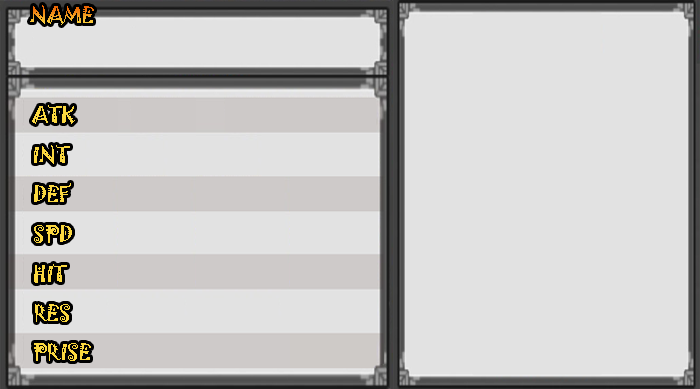 NAME
ATK
INT
DEF
SPD
HIT
RES
PRISE